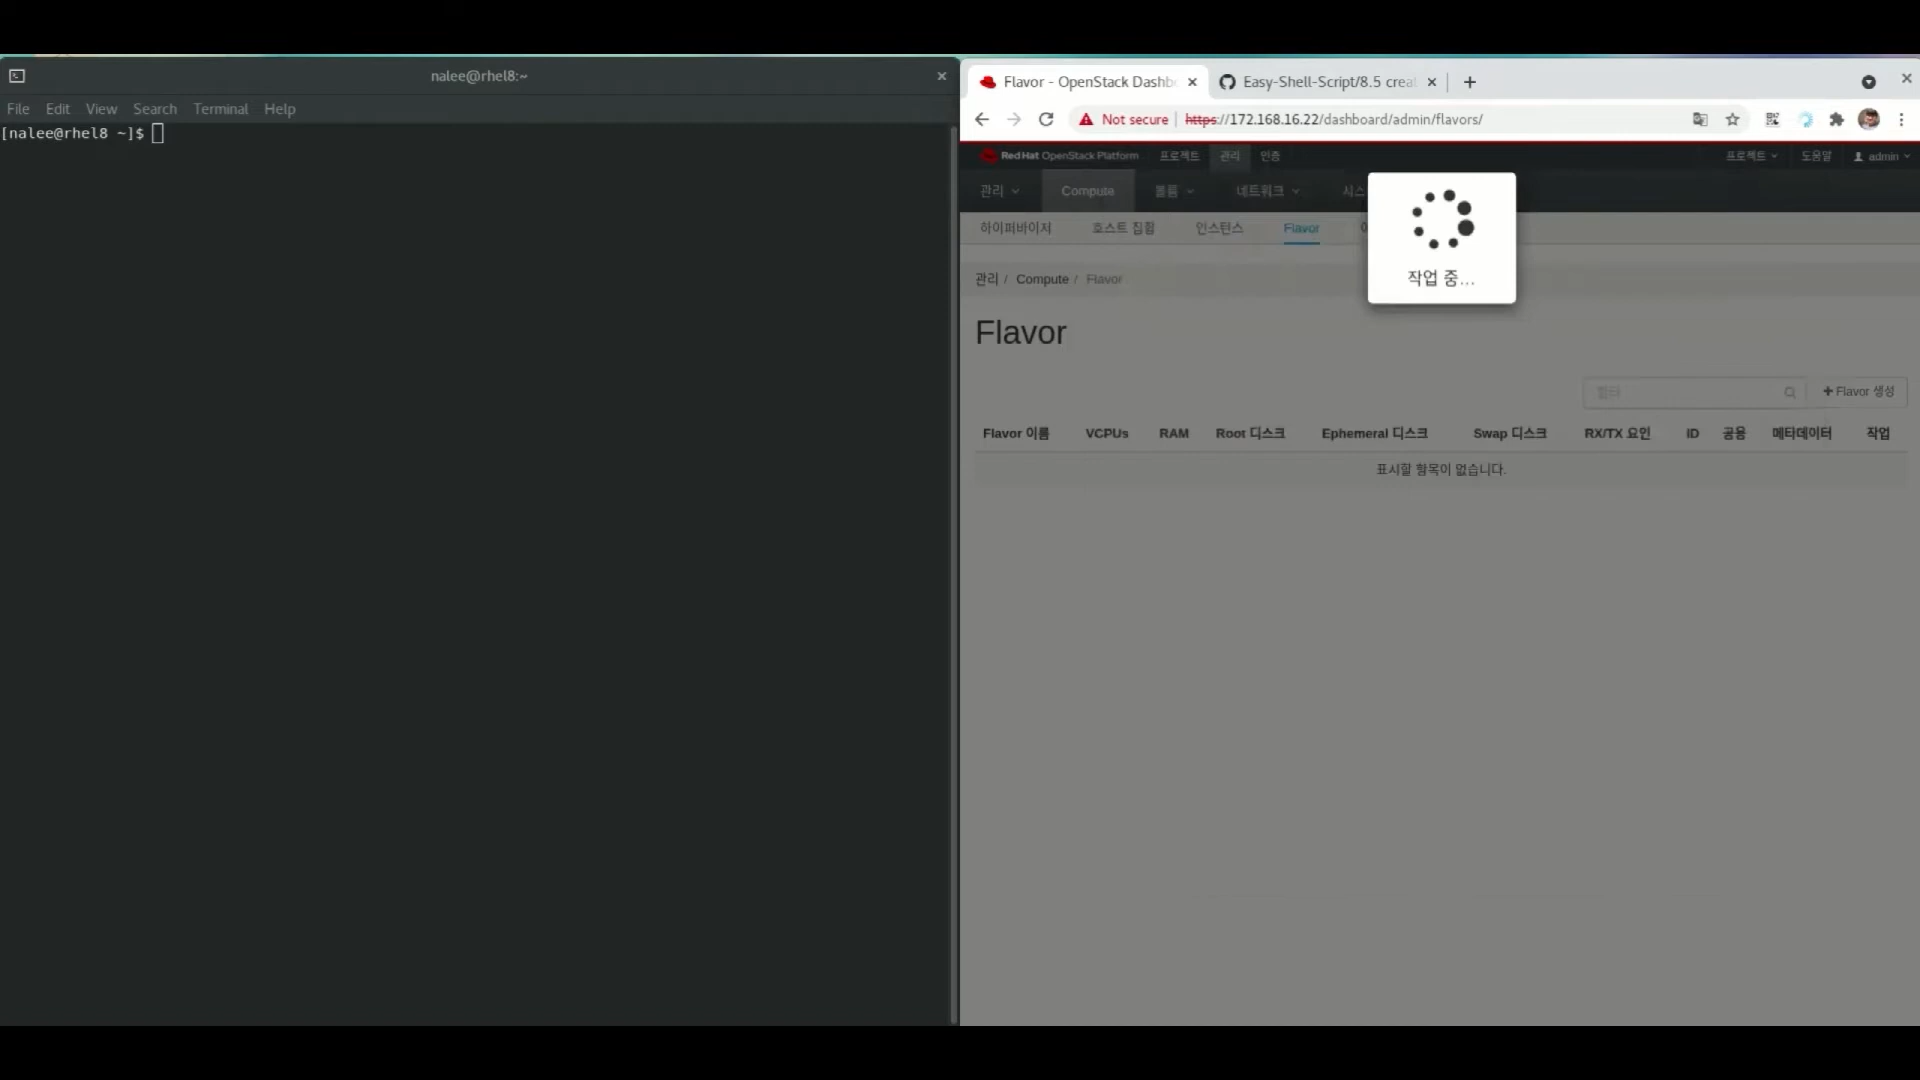 nalee@rhel8:~
File Edit View Search Terminal Help
[nalee@rhel8 ~]$
Flavor - OpenStack Dashb
Easy-Shell-Script/8.5 crea
Not secure
https://172.168.16.22/dashboard/admin/flavors/
Red Hat OpenStack Platform 프로젝트 관리 인증
프로젝트 도움말 admin
관리 Compute 볼륨 네트워크 시스
하이퍼바이저 호스트 집합 인스턴스 Flavor
작업 중...
관리 / Compute / Flavor
Flavor
필터
+ Flavor 생성
Flavor 이름 VCPUs RAM Root 디스크 Ephemeral 디스크 Swap 디스크 RX/TX 요인 ID 공용 메타데이터 작업
표시할 항목이 없습니다.